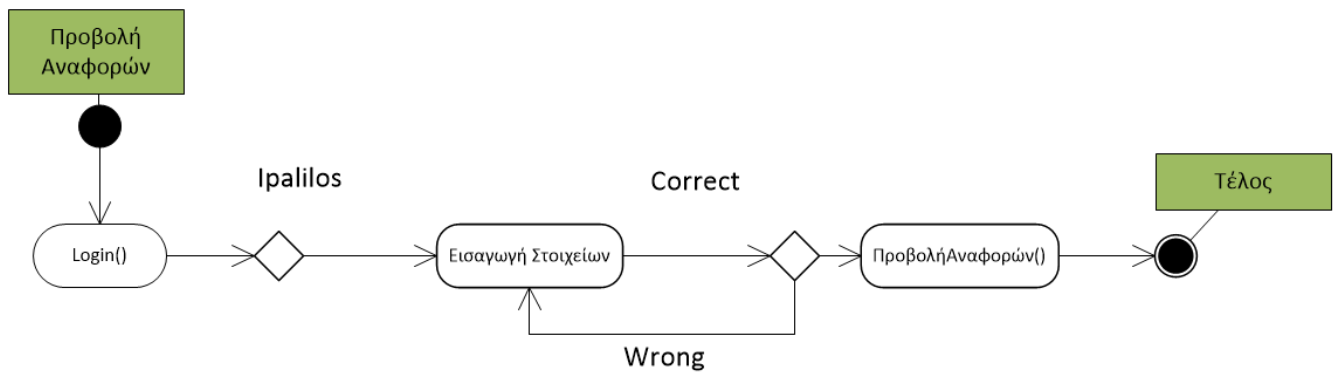 Προβολή
Αναφορών
Ipalilos
Correct
Τέλος
Login()
Εισαγωγή Στοιχείων
ΠροβολήΑναφορών()
Wrong